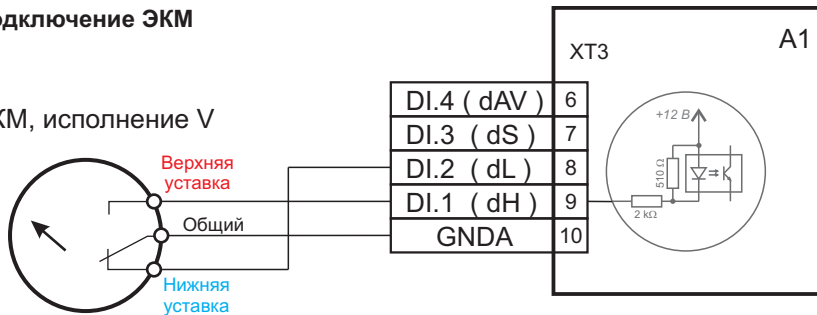 одключение ЭКМ
КМ, исполнение V
Верхняя
уставка
Общий
Нижняя
уставка
XT3
A1
DI.4 ( dAV ) 6
DI.3 ( dS ) 7
DI.2 ( dL ) 8
DI.1 ( dH ) 9
GNDA 10
+12 В
510 Ω
2 kΩ